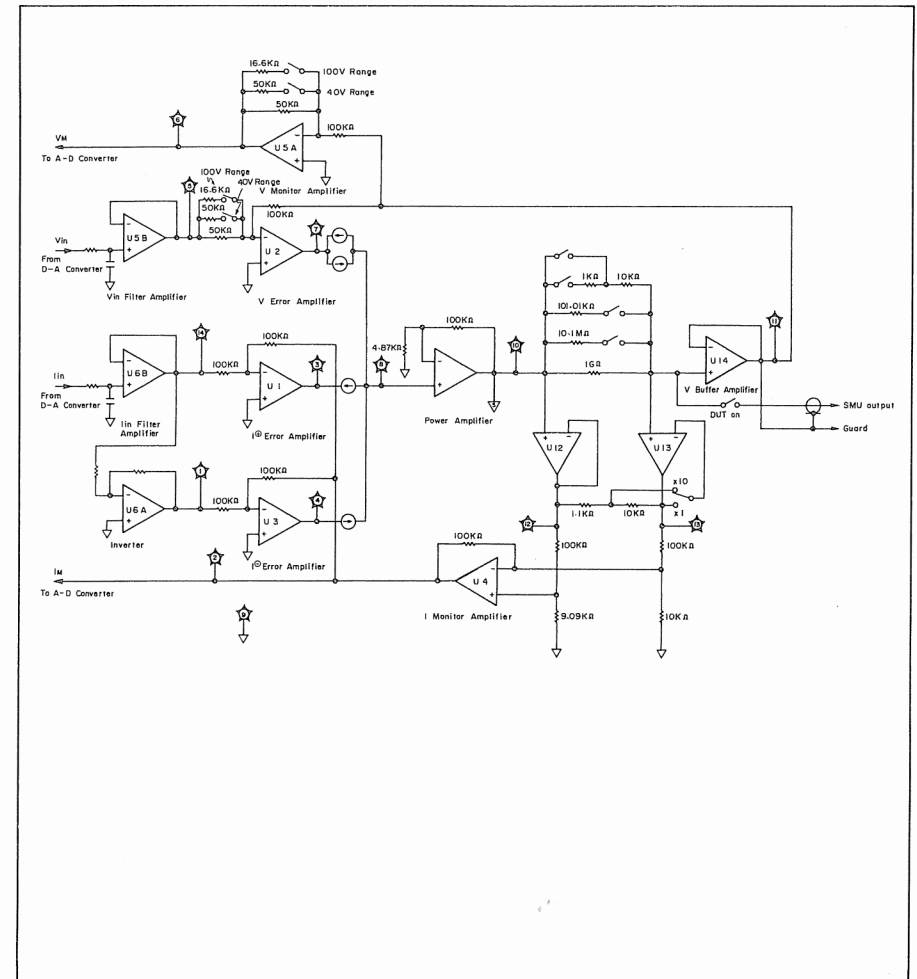 16.6KΩ
100V Range
50KΩ
40V Range
50KΩ
6
100KΩ
VM
U5A
To A-D Converter
V Monitor Amplifier
100V Range
16.6KΩ
40V Range
5
50KΩ
50KΩ
100KΩ
7
U5B
U2
Vin
From
D-A Converter
Vin Filter Amplifier
V Error Amplifier
1KΩ
10KΩ
101.01KΩ
10.1MΩ
1GΩ
14
100KΩ
100KΩ
3
8
4.87KΩ
100KΩ
10
11
U6B
U1
U14
Iin
From
D-A Converter
Iin Filter
Amplifier
I⊕ Error Amplifier
Power Amplifier
3
V Buffer Amplifier
DUT on
SMU output
Guard
1
100KΩ
100KΩ
4
U12
U13
x10
U6A
U3
1.1KΩ
10KΩ
x1
Inverter
I⊖ Error Amplifier
12
13
2
100KΩ
100KΩ
100KΩ
IM
U4
To A-D Converter
9
I Monitor Amplifier
9.09KΩ
10KΩ